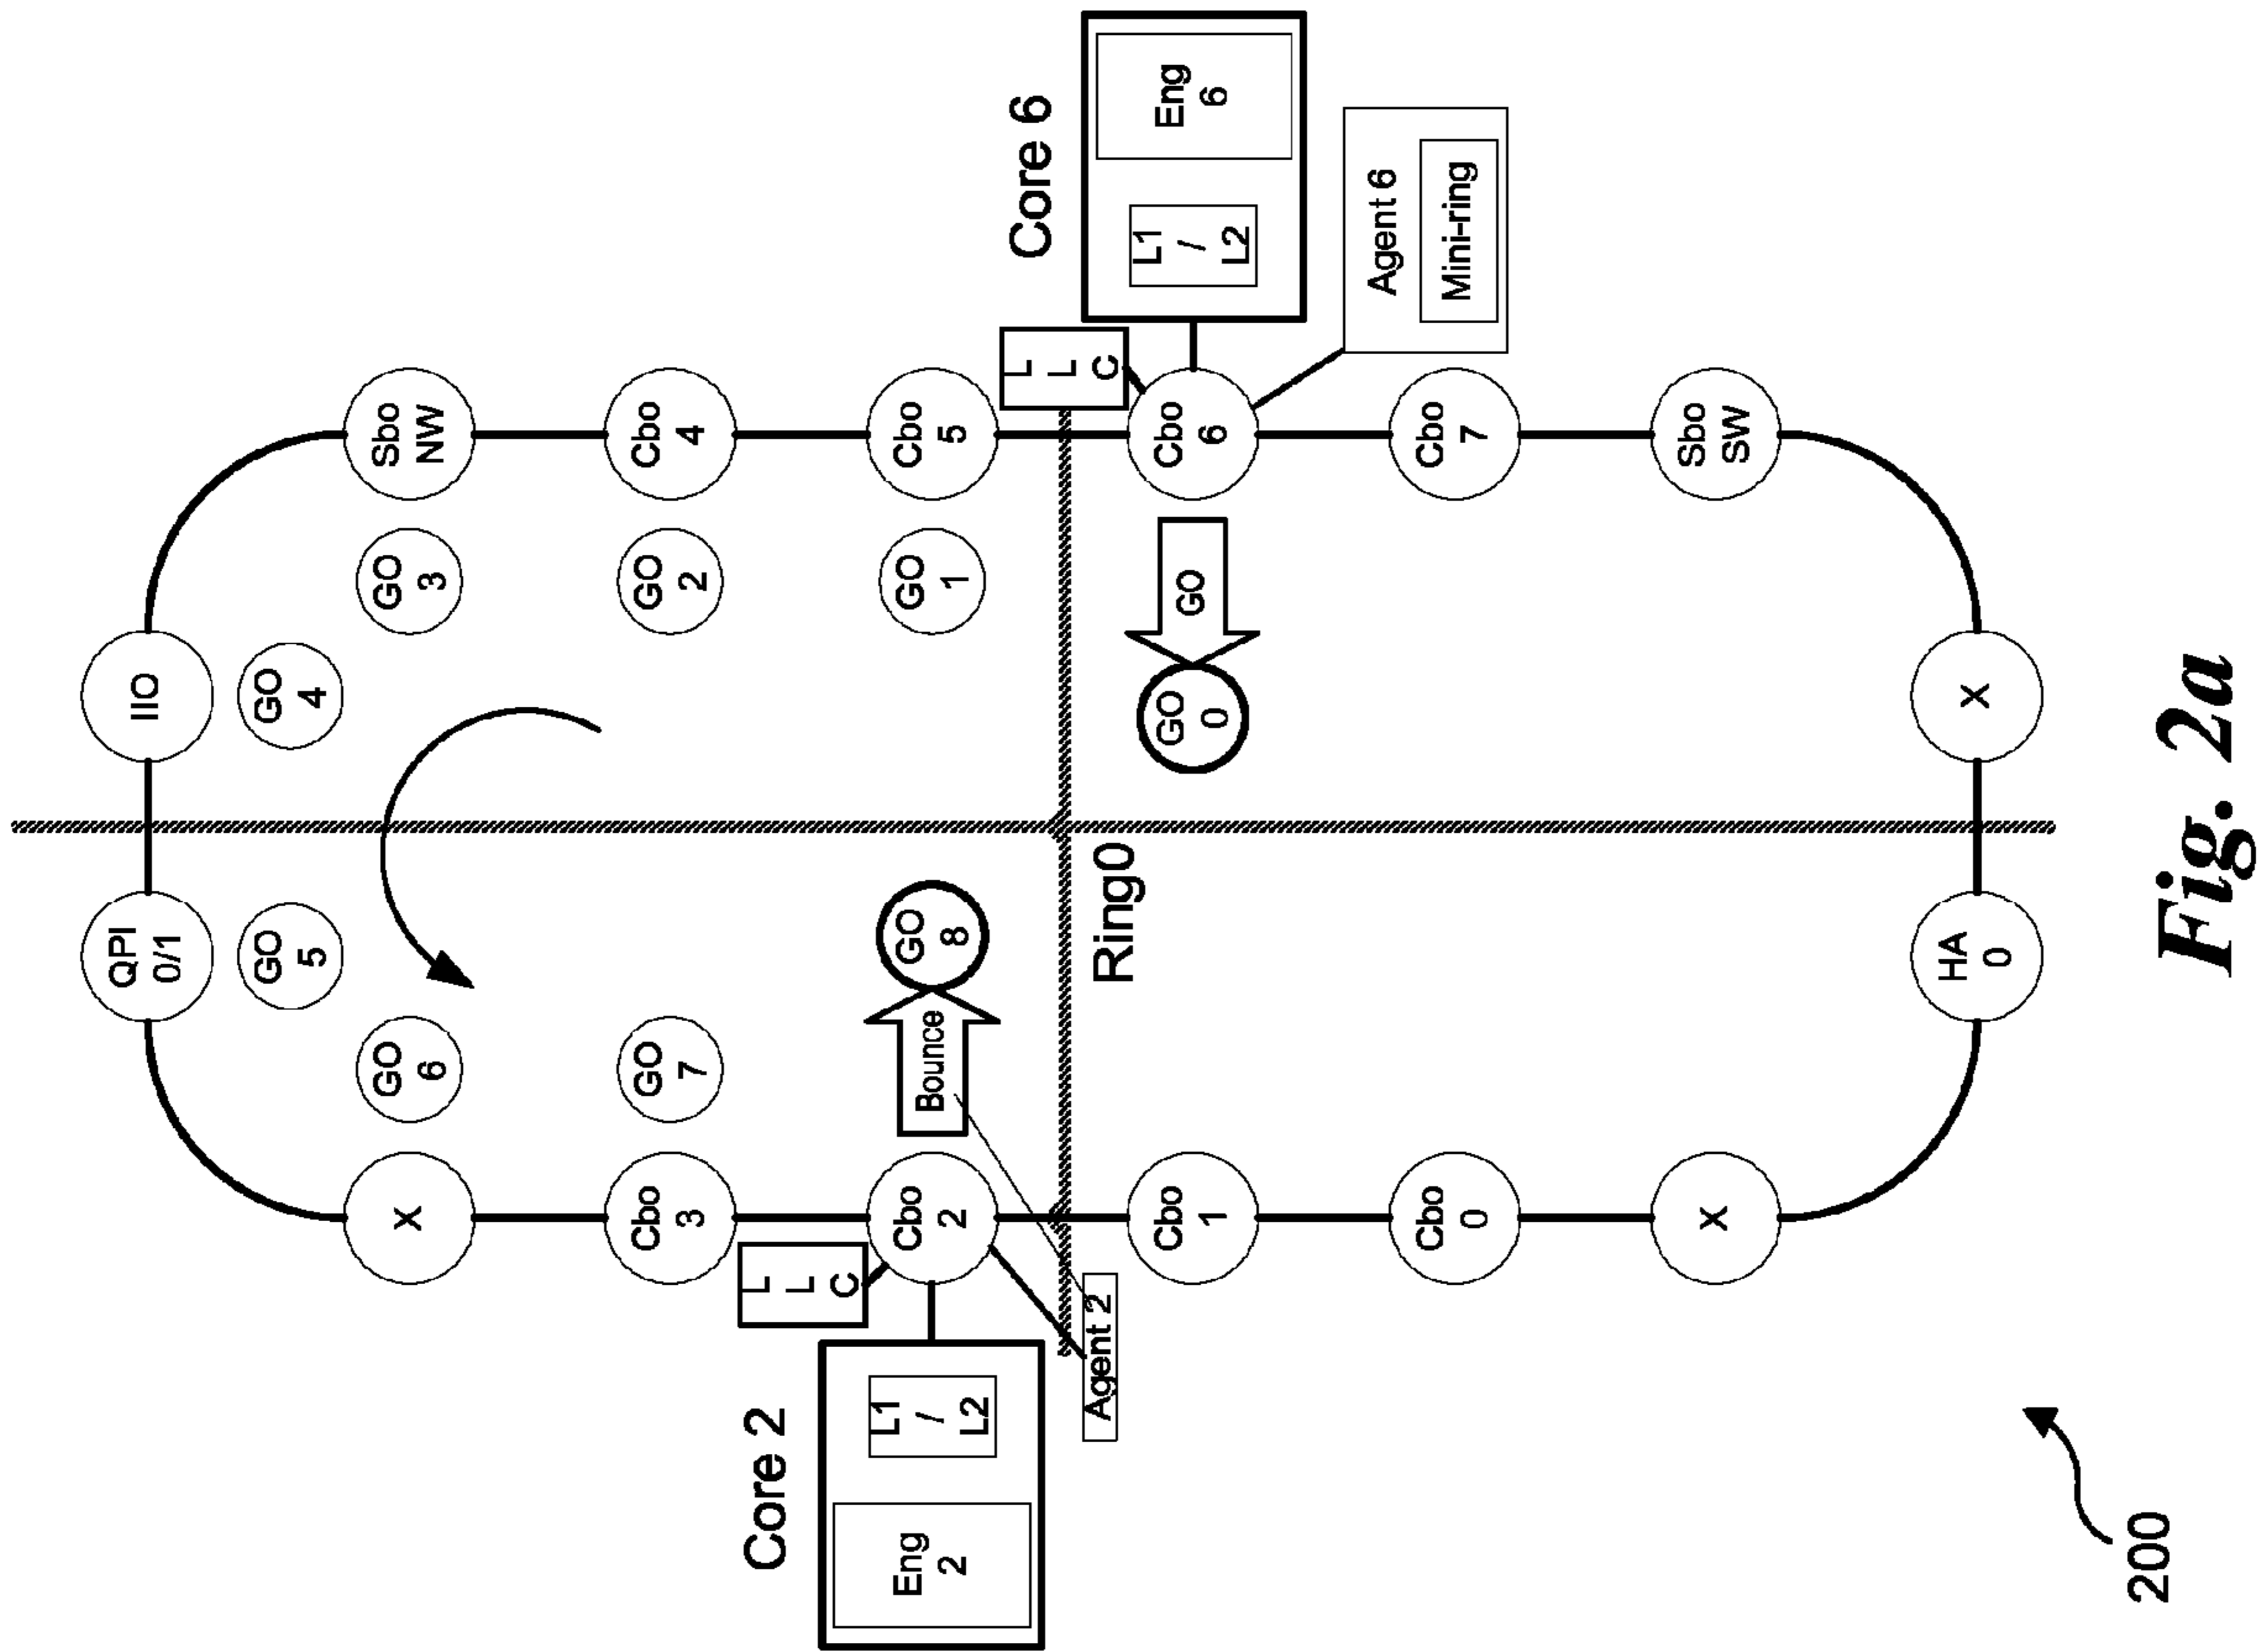 QPI
0/1
IIO
GO
5
GO
4
X
GO
6
GO
3
Sbo
NW
Cbo
3
GO
7
GO
2
Cbo
4
Core 2
Eng
2
L1
/
L2
L
L
C
Cbo
2
Bounce
GO
8
GO
1
Cbo
5
Agent 2
Ring0
L
L
C
Core 6
L1
/
L2
Eng
6
Cbo
1
GO
0
GO
Cbo
6
Agent 6
Mini-ring
Cbo
0
Cbo
7
X
Sbo
SW
HA
0
X
200
Fig. 2a